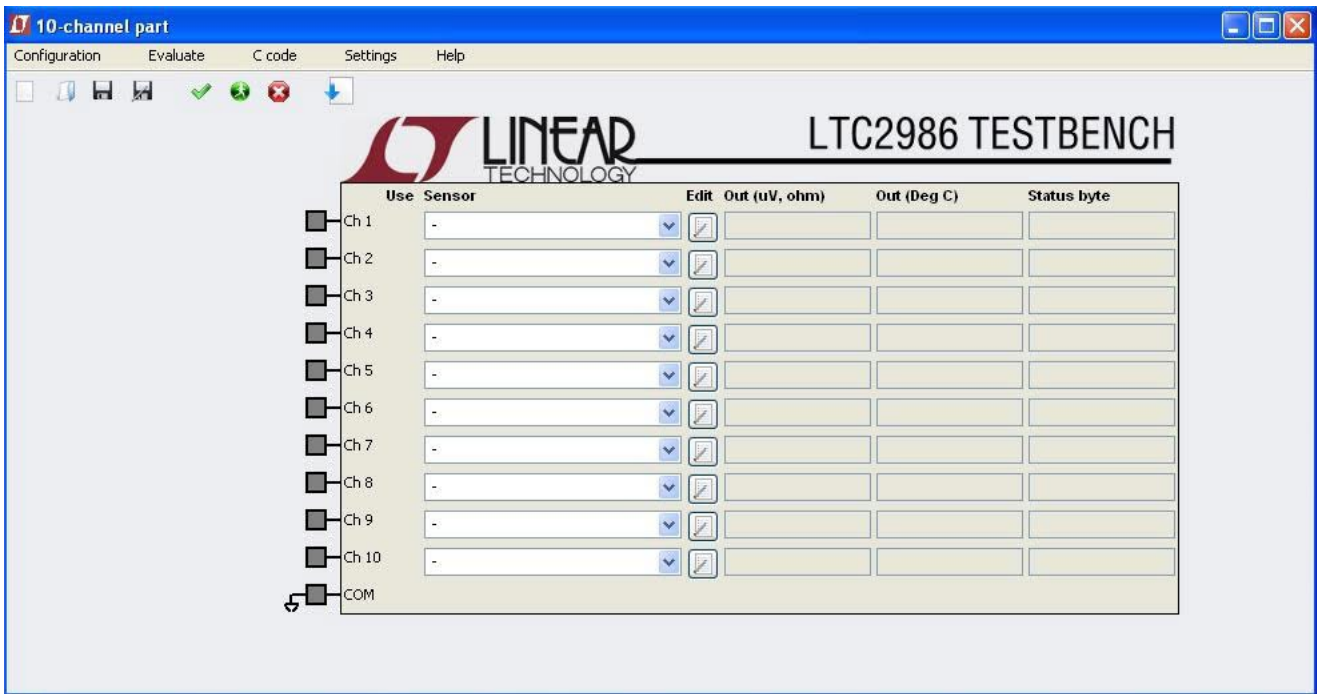 10-channel part
Configuration Evaluate C code Settings Help
LINEAR
TECHNOLOGY
LTC2986 TESTBENCH
Use Sensor Edit Out (uV, ohm) Out (Deg C) Status byte
Ch 1 -
Ch 2 -
Ch 3 -
Ch 4 -
Ch 5 -
Ch 6 -
Ch 7 -
Ch 8 -
Ch 9 -
Ch 10 -
COM